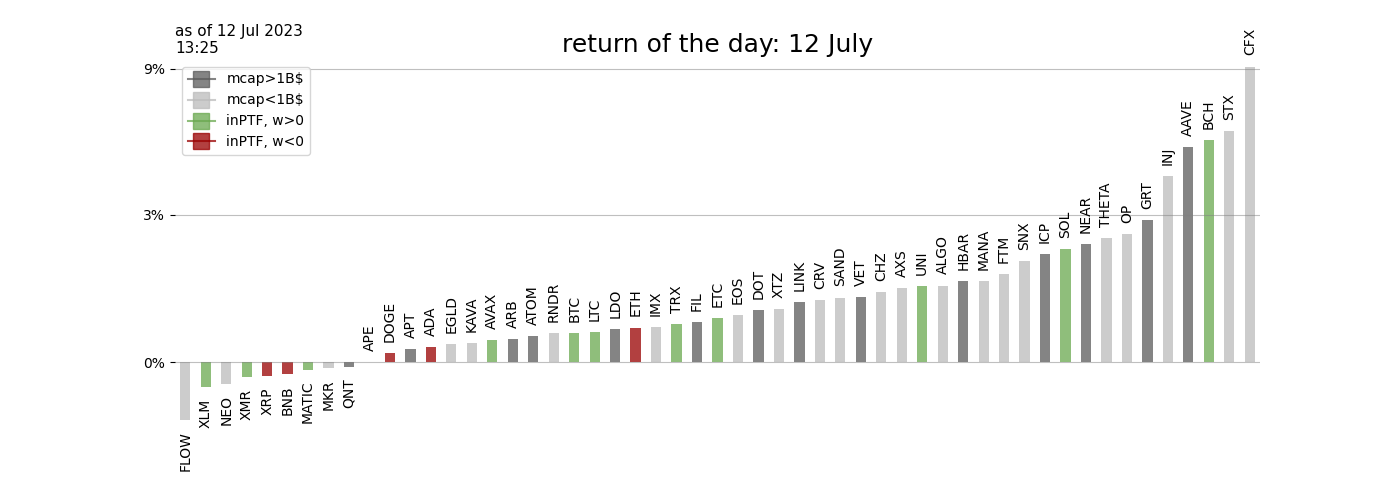 as of 12 Jul 2023
13:25
return of the day: 12 July
9%
3%
0%
mcap>1B$
mcap<1B$
inPTF, w>0
inPTF, w<0
FLOW
XLM
NEO
XMR
XRP
BNB
MATIC
MKR
QNT
APE
DOGE
APT
ADA
EGLD
KAVA
AVAX
ARB
ATOM
RNDR
BTC
LTC
LDO
ETH
IMX
TRX
FIL
ETC
EOS
DOT
XTZ
LINK
CRV
SAND
VET
CHZ
AXS
UNI
ALGO
HBAR
MANA
FTM
SNX
ICP
SOL
NEAR
THETA
OP
GRT
INJ
AAVE
BCH
STX
CFX